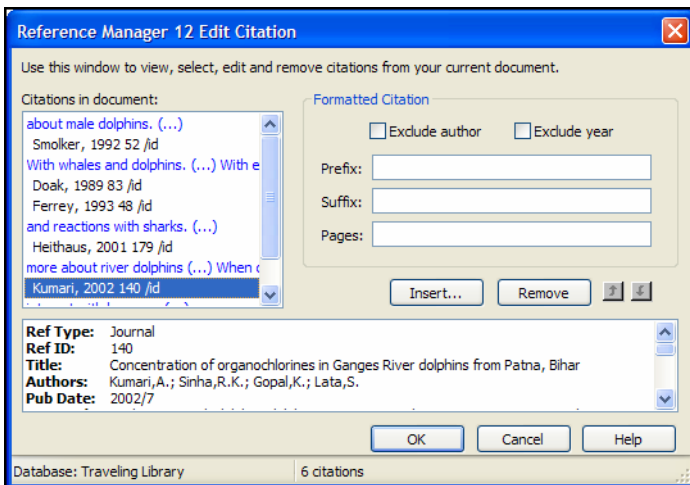 Reference Manager 12 Edit Citation
Use this window to view, select, edit and remove citations from your current document.
Citations in document:
about male dolphins. (...)
Smolker, 1992 52 /id
With whales and dolphins. (...) With e
Doak, 1989 83 /id
Ferrey, 1993 48 /id
and reactions with sharks. (...)
Heithaus, 2001 179 /id
more about river dolphins (...) When
Kumari, 2002 140 /id
Formatted Citation
Exclude author
Exclude year
Prefix:
Suffix:
Pages:
Insert...
Remove
Ref Type: Journal
Ref ID: 140
Title: Concentration of organochlorines in Ganges River dolphins from Patna, Bihar
Authors: Kumari,A.; Sinha,R.K.; Gopal,K.; Lata,S.
Pub Date: 2002/7
OK
Cancel
Help
Database: Traveling Library
6 citations